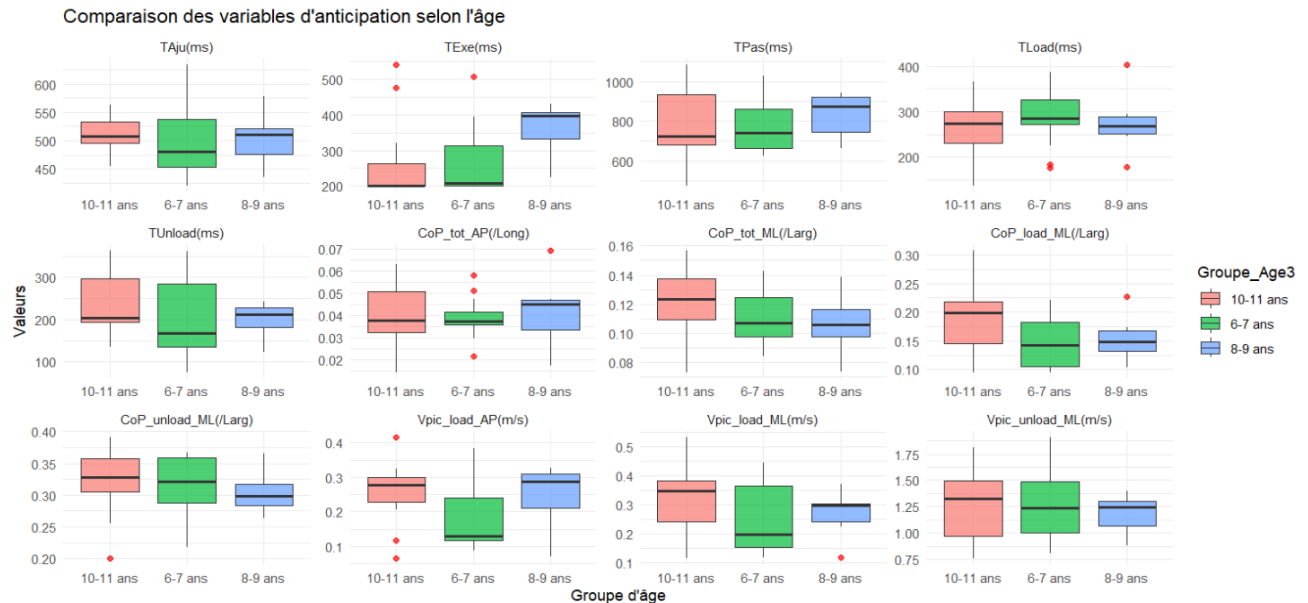 Comparaison des variables d'anticipation selon l'âge
TAju(ms) TExe(ms) TPas(ms) TLoad(ms)
600 550 500 450
500 400 300 200
1000 800 600
400 300 200
10-11 ans 6-7 ans 8-9 ans 10-11 ans 6-7 ans 8-9 ans 10-11 ans 6-7 ans 8-9 ans 10-11 ans 6-7 ans 8-9 ans
TUnload(ms) CoP_tot_AP(/Long) CoP_tot_ML(/Larg) CoP_load_ML(/Larg)
300 200 100
0.07 0.06 0.05 0.04 0.03 0.02
0.16 0.14 0.12 0.10 0.08
0.30 0.25 0.20 0.15 0.10
10-11 ans 6-7 ans 8-9 ans 10-11 ans 6-7 ans 8-9 ans 10-11 ans 6-7 ans 8-9 ans 10-11 ans 6-7 ans 8-9 ans
CoP_unload_ML(/Larg) Vpic_load_AP(m/s) Vpic_load_ML(m/s) Vpic_unload_ML(m/s)
0.40 0.35 0.30 0.25 0.20
0.4 0.3 0.2 0.1
0.5 0.4 0.3 0.2 0.1
1.75 1.50 1.25 1.00 0.75
10-11 ans 6-7 ans 8-9 ans 10-11 ans 6-7 ans 8-9 ans 10-11 ans 6-7 ans 8-9 ans 10-11 ans 6-7 ans 8-9 ans
Valeurs
Groupe d'âge
Groupe_Age3
10-11 ans
6-7 ans
8-9 ans